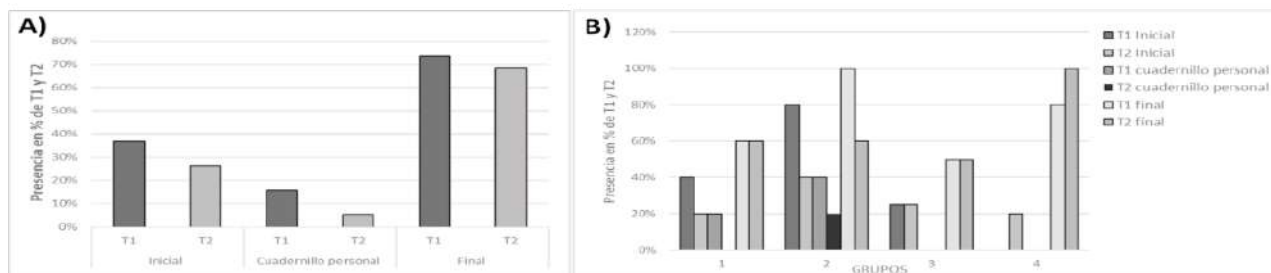 A)
Presencia en % de T1 y T2
80%
70%
60%
50%
40%
30%
20%
10%
0%
T1 T2 T1 T2 T1 T2
Inicial Cuadernillo personal Final
B)
Presencia en % de T1 y T2
120%
100%
80%
60%
40%
20%
0%
1 2 3 4
GRUPOS
T1 Inicial
T2 Inicial
T1 cuadernillo personal
T2 cuadernillo personal
T1 final
T2 final